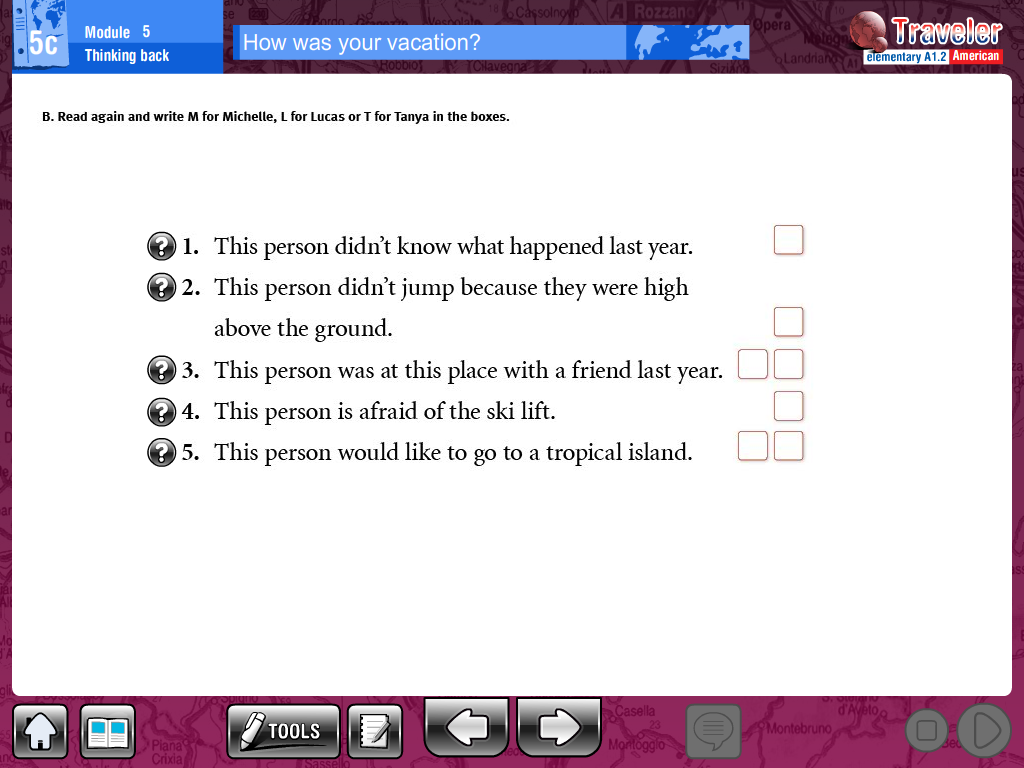 5c
Module 5
Thinking back
How was your vacation?
Traveler
elementary A1.2 American
B. Read again and write M for Michelle, L for Lucas or T for Tanya in the boxes.
1. This person didn't know what happened last year.
2. This person didn't jump because they were high
above the ground.
3. This person was at this place with a friend last year.
4. This person is afraid of the ski lift.
5. This person would like to go to a tropical island.
TOOLS